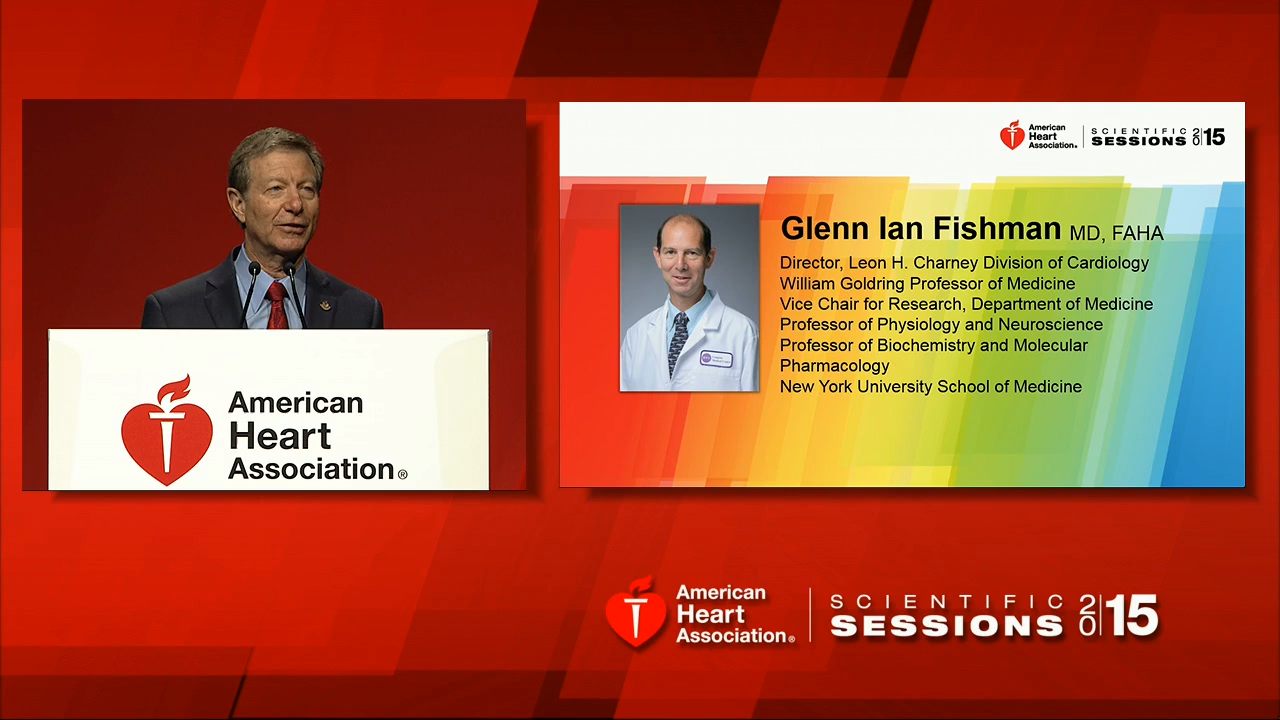 American
Heart
Association®
American
Heart
Association®
SCIENTIFIC
SESSIONS
2015
Glenn Ian Fishman MD, FAHA
Director, Leon H. Charney Division of Cardiology
William Goldring Professor of Medicine
Vice Chair for Research, Department of Medicine
Professor of Physiology and Neuroscience
Professor of Biochemistry and Molecular
Pharmacology
New York University School of Medicine
American
Heart
Association®
SCIENTIFIC
SESSIONS
2015